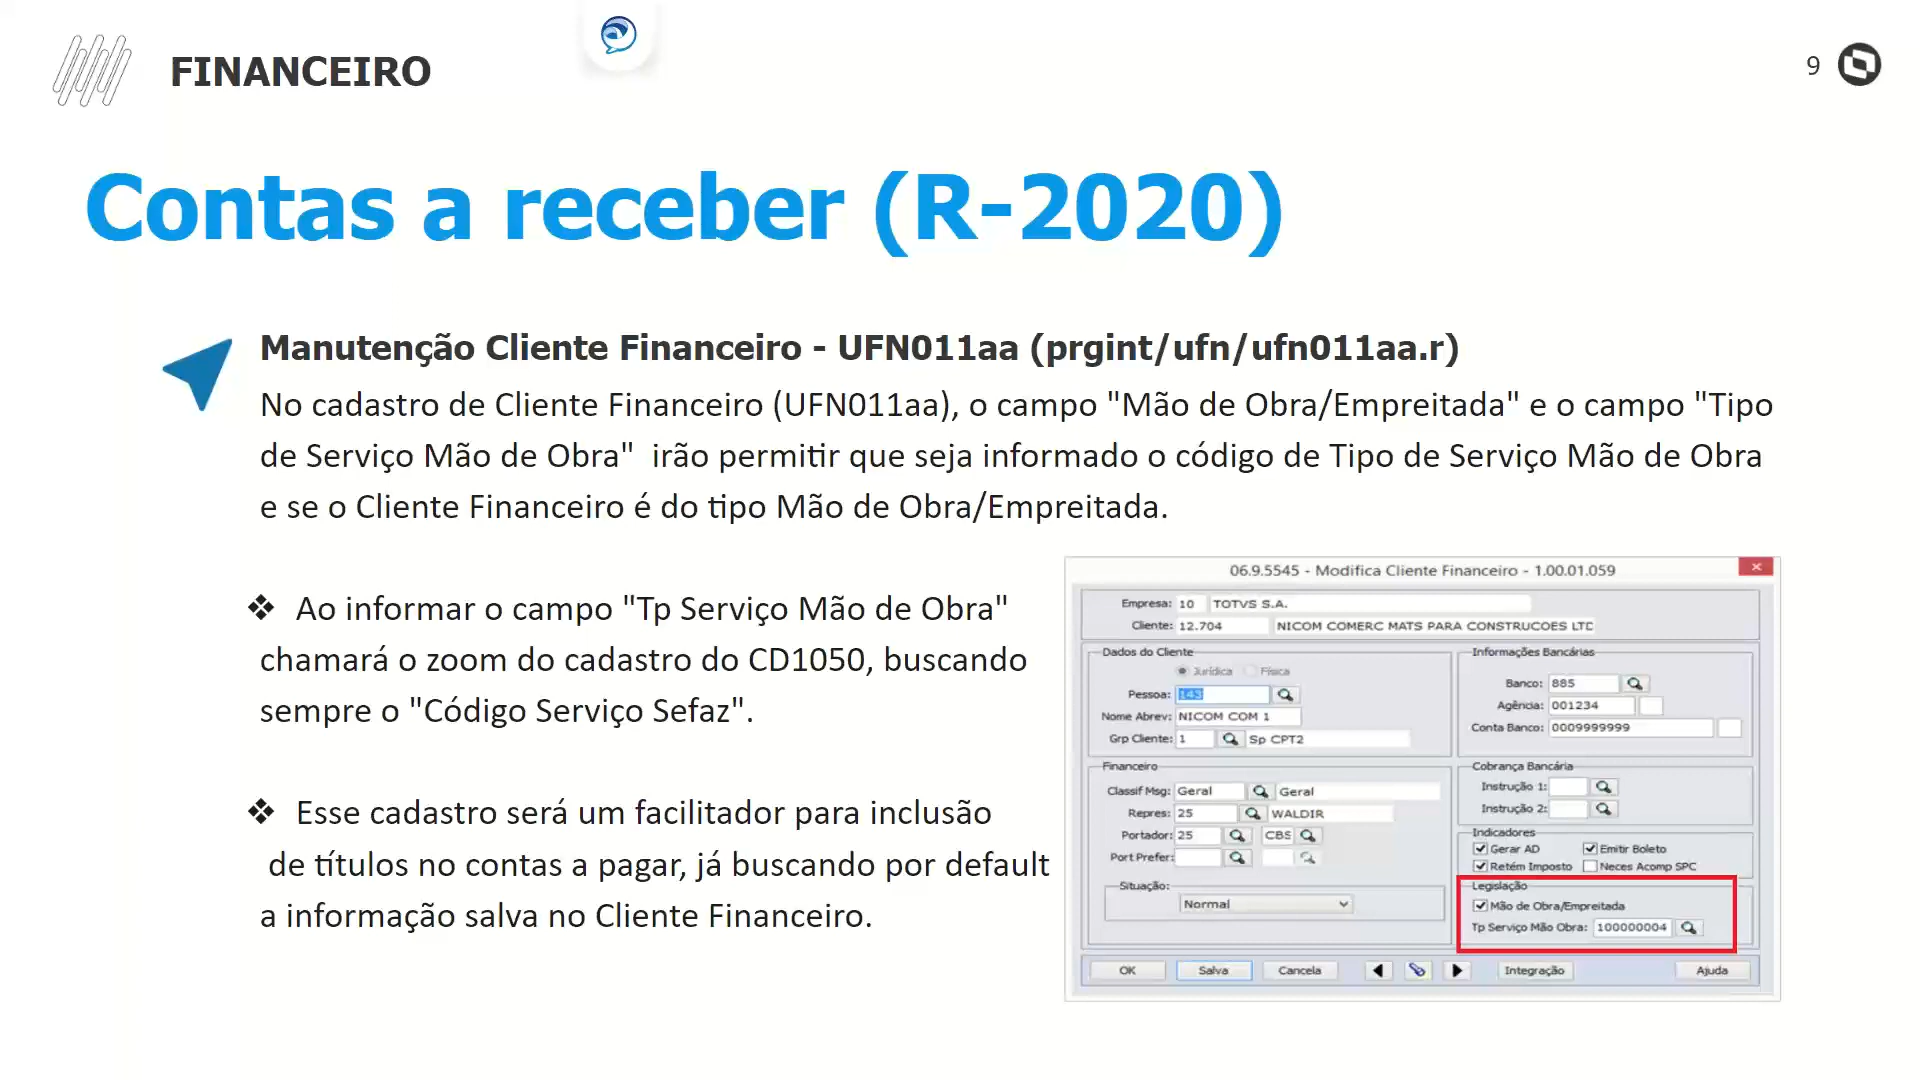 FINANCEIRO
9
Contas a receber (R-2020)
Manutenção Cliente Financeiro - UFN011aa (prgint/ufn/ufn011aa.r)
No cadastro de Cliente Financeiro (UFN011aa), o campo "Mão de Obra/Empreitada" e o campo "Tipo
de Serviço Mão de Obra"  irão permitir que seja informado o código de Tipo de Serviço Mão de Obra
e se o Cliente Financeiro é do tipo Mão de Obra/Empreitada.
❖ Ao informar o campo "Tp Serviço Mão de Obra"
chamará o zoom do cadastro do CD1050, buscando
sempre o "Código Serviço Sefaz".
❖ Esse cadastro será um facilitador para inclusão
de títulos no contas a pagar, já buscando por default
a informação salva no Cliente Financeiro.
06.9.5545 - Modifica Cliente Financeiro - 1.00.01.059
Empresa: 10 TOTVS S.A.
Cliente: 12.704 NICOM COMERC MATS PARA CONSTRUCOES LTD
Dados do Cliente
Jurídica Física
Pessoa: 143
Nome Abrev: NICOM COM 1
Grp Cliente: 1 Sp CPT2
Informações Bancárias
Banco: 885
Agência: 001234
Conta Banco: 0009999999
Financeiro
Classif Msg: Geral Geral
Repres: 25 WALDIR
Portador: 25 CBS
Port Prefer:
Situação:
Normal
Cobrança Bancária
Instrução 1:
Instrução 2:
Indicadores
Gerar AD Emitir Boleto
Retém Imposto Neces Acomp SPC
Legislação
Mão de Obra/Empreitada
Tp Serviço Mão Obra: 100000004
OK Salva Cancela Integração Ajuda